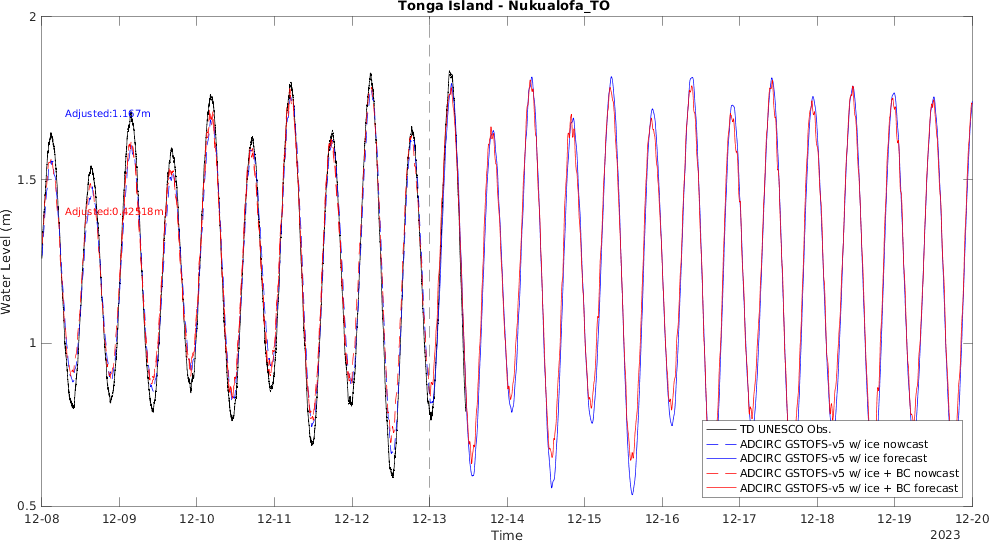 Tonga Island - Nukualofa_TO
2
Adjusted:1.167m
1.5
Adjusted:0.42518m
Water Level (m)
1
TD UNESCO Obs.
ADCIRC GSTOFS-v5 w/ ice nowcast
ADCIRC GSTOFS-v5 w/ ice forecast
ADCIRC GSTOFS-v5 w/ ice + BC nowcast
ADCIRC GSTOFS-v5 w/ ice + BC forecast
0.5
12-08 12-09 12-10 12-11 12-12 12-13 12-14 12-15 12-16 12-17 12-18 12-19 12-20
Time 2023